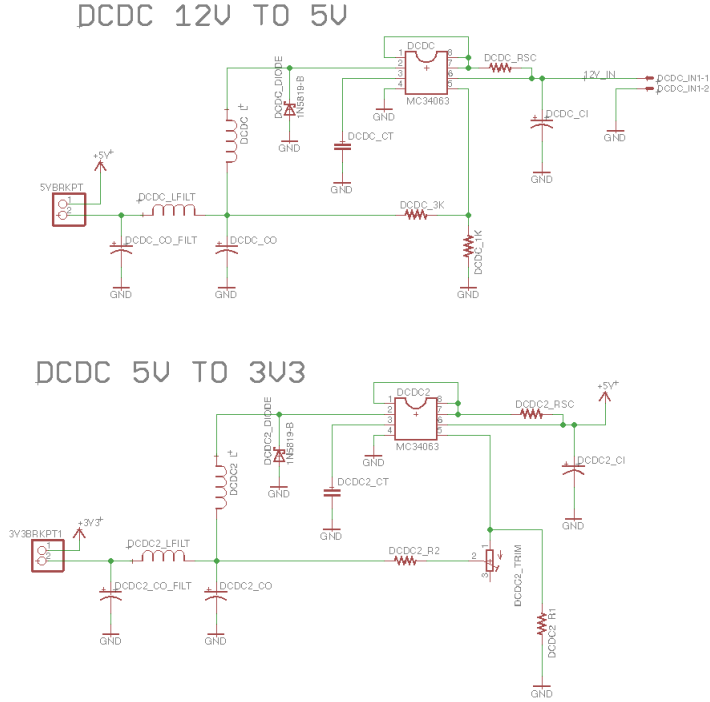 DCDC 12V TO 5V
DCDC
DCDC_RSC
1 8
2 7
3 6
4 5
MC34063
12V_IN
DCDC_IN1-1
DCDC_IN1-2
DCDC_DIODE
1N5819-B
DCDC_CI
GND
GND
DCDC L
DCDC_CT
GND
GND
GND
+5V
5VBRKPT
1
2
DCDC_LFILT
DCDC_3K
DCDC_CO_FILT
DCDC_CO
DCDC_1K
GND
GND
GND
DCDC 5V TO 3V3
DCDC2
DCDC2_RSC
+5V
1 8
2 7
3 6
4 5
MC34063
DCDC2_DIODE
1N5819-B
GND
DCDC2_CI
DCDC2 L
DCDC2_CT
GND
GND
GND
+3V3
3V3BRKPT1
1
2
DCDC2_LFILT
DCDC2_R2
1
2
3
DCDC2_TRIM
DCDC2_CO_FILT
DCDC2_CO
DCDC2_R1
GND
GND
GND